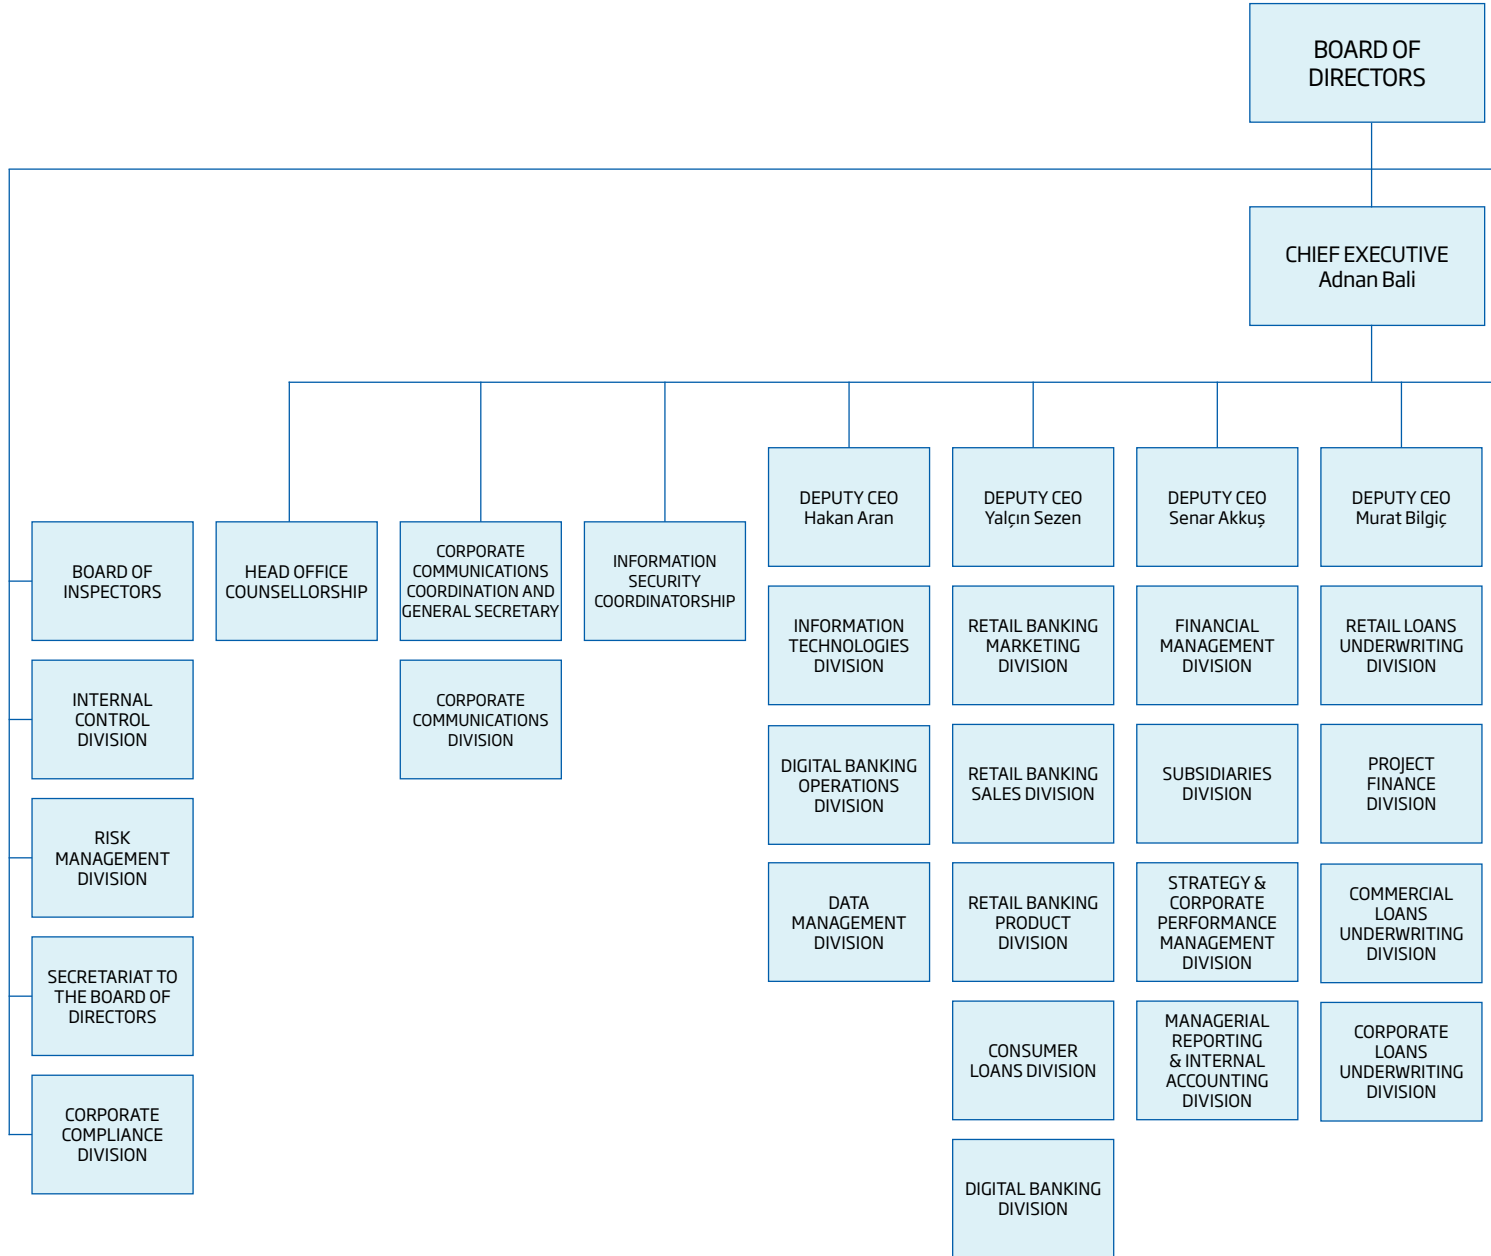 BOARD OF
DIRECTORS
CHIEF EXECUTIVE
Adnan Bali
BOARD OF
INSPECTORS
INTERNAL
CONTROL
DIVISION
RISK
MANAGEMENT
DIVISION
SECRETARIAT TO
THE BOARD OF
DIRECTORS
CORPORATE
COMPLIANCE
DIVISION
HEAD OFFICE
COUNSELLORSHIP
CORPORATE
COMMUNICATIONS
COORDINATION AND
GENERAL SECRETARY
CORPORATE
COMMUNICATIONS
DIVISION
INFORMATION
SECURITY
COORDINATORSHIP
DEPUTY CEO
Hakan Aran
INFORMATION
TECHNOLOGIES
DIVISION
DIGITAL BANKING
OPERATIONS
DIVISION
DATA
MANAGEMENT
DIVISION
DEPUTY CEO
Yalçın Sezen
RETAIL BANKING
MARKETING
DIVISION
RETAIL BANKING
SALES DIVISION
RETAIL BANKING
PRODUCT
DIVISION
CONSUMER
LOANS DIVISION
DIGITAL BANKING
DIVISION
DEPUTY CEO
Senar Akkuş
FINANCIAL
MANAGEMENT
DIVISION
SUBSIDIARIES
DIVISION
STRATEGY &
CORPORATE
PERFORMANCE
MANAGEMENT
DIVISION
MANAGERIAL
REPORTING
& INTERNAL
ACCOUNTING
DIVISION
DEPUTY CEO
Murat Bilgiç
RETAIL LOANS
UNDERWRITING
DIVISION
PROJECT
FINANCE
DIVISION
COMMERCIAL
LOANS
UNDERWRITING
DIVISION
CORPORATE
LOANS
UNDERWRITING
DIVISION